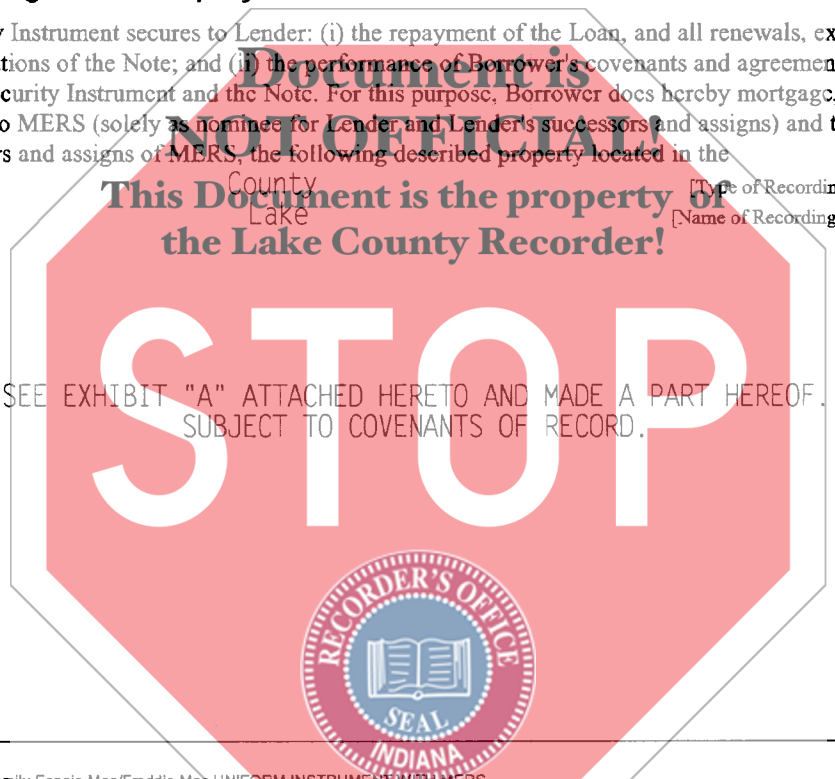 y Instrument secures to Lender: (i) the repayment of the Loan, and all renewals, ex
tions of the Note; and (ii) the performance of Borrower's covenants and agreemen
curity Instrument and the Note. For this purpose, Borrower does hereby mortgage,
o MERS (solely as nominee for Lender and Lender's successors and assigns) and t
rs and assigns of MERS, the following described property located in the
County [Type of Recordin
Lake [Name of Recording
Document is
NOT OFFICIAL!
This Document is the property of
the Lake County Recorder!
SEE EXHIBIT "A" ATTACHED HERETO AND MADE A PART HEREOF.
SUBJECT TO COVENANTS OF RECORD.
STOP
RECORDER'S OFFICE
SEAL
INDIANA
UNIFORM INSTRUMENT WITH MERS